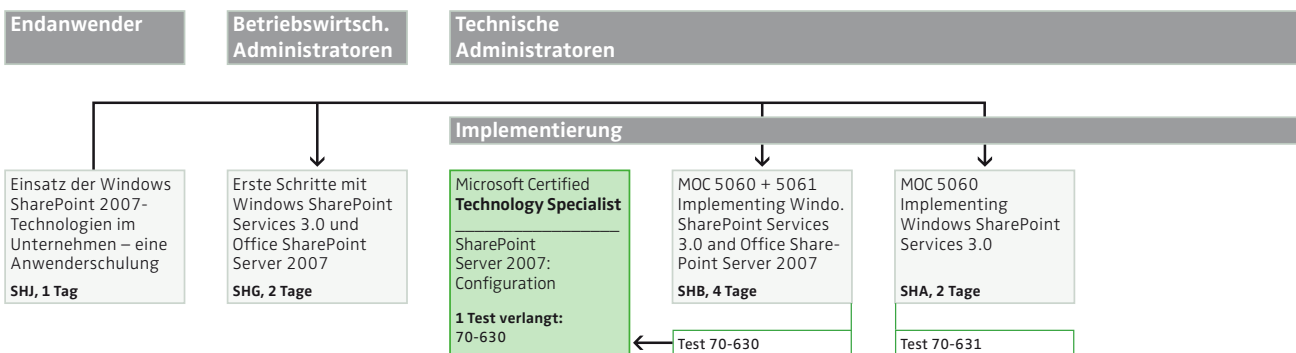 Endanwender
Betriebswirtsch.
Administratoren
Technische
Administratoren
Implementierung
Einsatz der Windows
SharePoint 2007-
Technologien im
Unternehmen – eine
Anwenderschulung
SHJ, 1 Tag
Erste Schritte mit
Windows SharePoint
Services 3.0 und
Office SharePoint
Server 2007
SHG, 2 Tage
Microsoft Certified
Technology Specialist
SharePoint
Server 2007:
Configuration
1 Test verlangt:
70-630
MOC 5060 + 5061
Implementing Windo.
SharePoint Services
3.0 and Office Share-
Point Server 2007
SHB, 4 Tage
Test 70-630
MOC 5060
Implementing
Windows SharePoint
Services 3.0
SHA, 2 Tage
Test 70-631